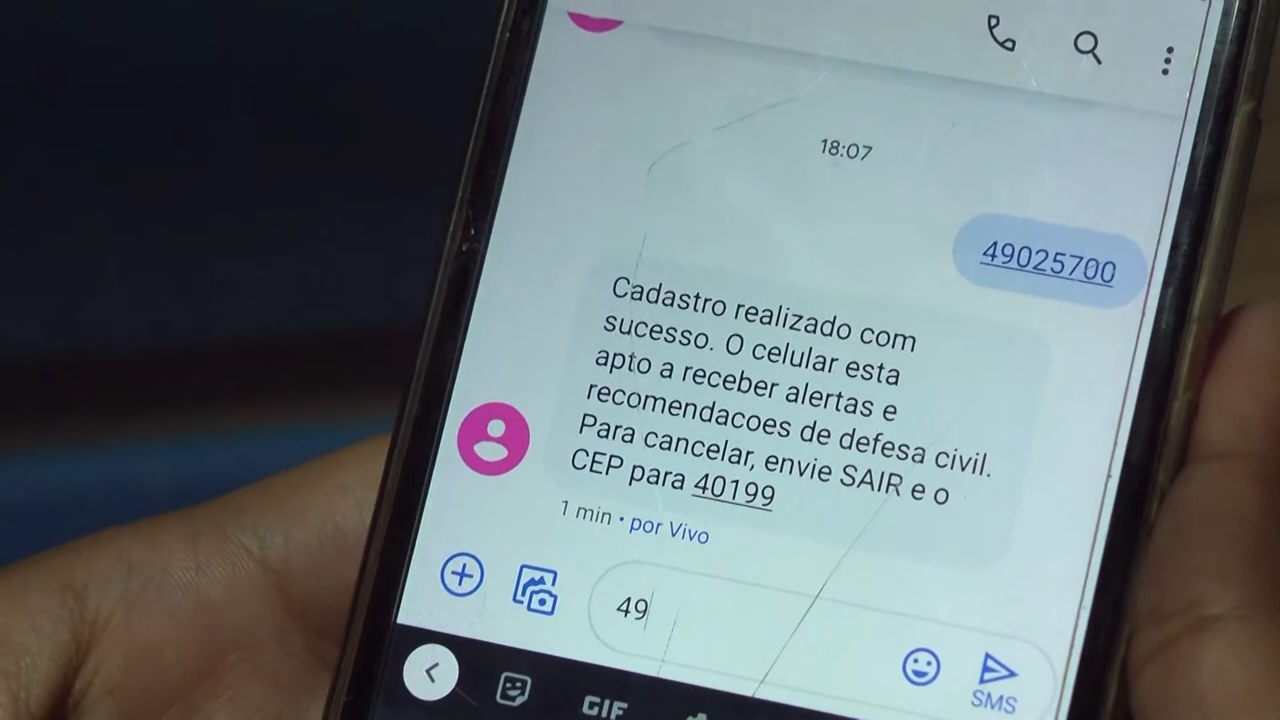 18:07
49025700
Cadastro realizado com
sucesso. O celular esta
apto a receber alertas e
recomendacoes de defesa civil.
Para cancelar, envie SAIR e o
CEP para 40199
1 min • por Vivo
49
SMS
GIF